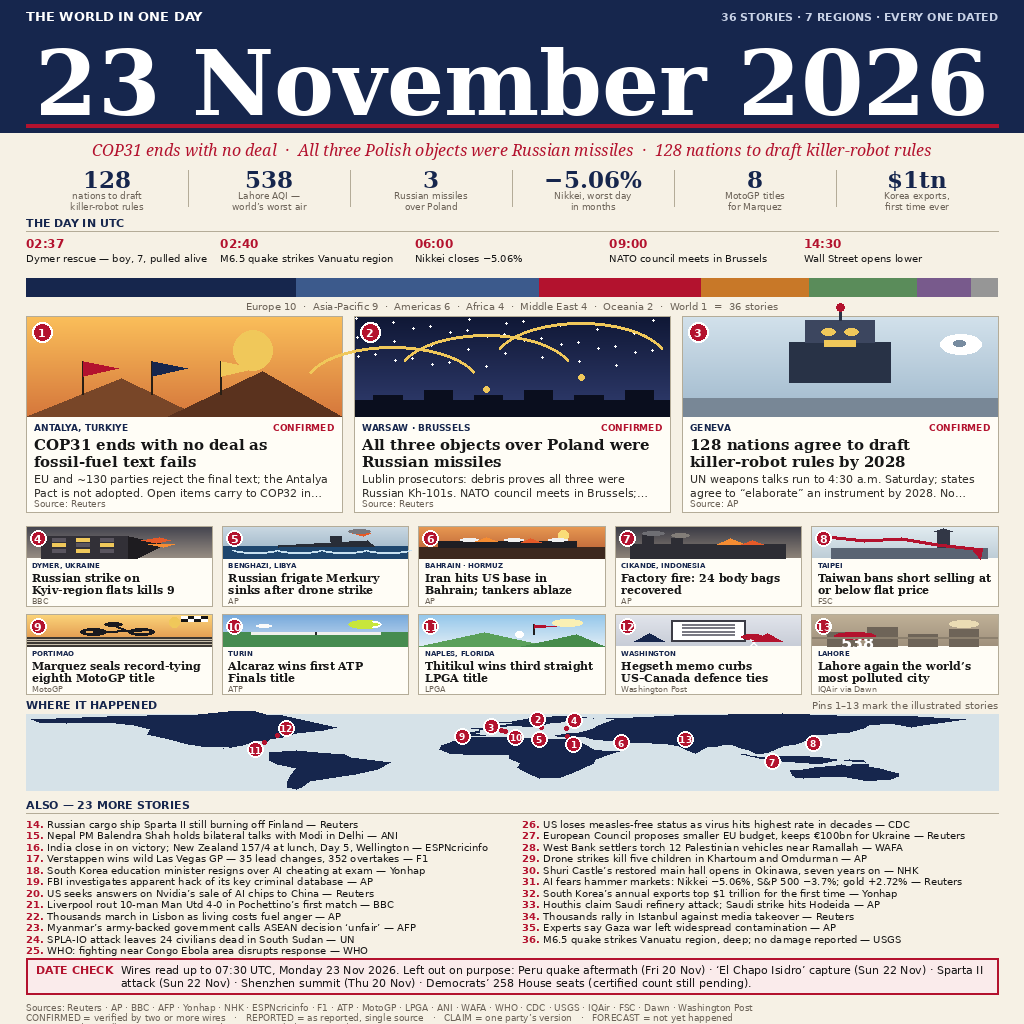 THE WORLD IN ONE DAY
36 STORIES · 7 REGIONS · EVERY ONE DATED
23 November 2026
COP31 ends with no deal · All three Polish objects were Russian missiles · 128 nations to draft killer-robot rules
128
nations to draft
killer-robot rules
538
Lahore AQI —
world's worst air
3
Russian missiles
over Poland
−5.06%
Nikkei, worst day
in months
8
MotoGP titles
for Marquez
$1tn
Korea exports,
first time ever
THE DAY IN UTC
02:37
Dymer rescue — boy, 7, pulled alive
02:40
M6.5 quake strikes Vanuatu region
06:00
Nikkei closes −5.06%
09:00
NATO council meets in Brussels
14:30
Wall Street opens lower
Europe 10 · Asia-Pacific 9 · Americas 6 · Africa 4 · Middle East 4 · Oceania 2 · World 1 = 36 stories
1
ANTALYA, TURKIYE
CONFIRMED
COP31 ends with no deal as
fossil-fuel text fails
EU and ~130 parties reject the final text; the Antalya
Pact is not adopted. Open items carry to COP32 in…
Source: Reuters
2
WARSAW · BRUSSELS
CONFIRMED
All three objects over Poland were
Russian missiles
Lublin prosecutors: debris proves all three were
Russian Kh-101s. NATO council meets in Brussels;…
Source: Reuters
3
GENEVA
CONFIRMED
128 nations agree to draft
killer-robot rules by 2028
UN weapons talks run to 4:30 a.m. Saturday; states
agree to “elaborate” an instrument by 2028. No…
Source: AP
4
DYMER, UKRAINE
Russian strike on
Kyiv-region flats kills 9
BBC
5
BENGHAZI, LIBYA
Russian frigate Merkury
sinks after drone strike
AP
6
BAHRAIN · HORMUZ
Iran hits US base in
Bahrain; tankers ablaze
AP
7
CIKANDE, INDONESIA
Factory fire: 24 body bags
recovered
AP
8
TAIPEI
Taiwan bans short selling at
or below flat price
FSC
9
PORTIMAO
Marquez seals record-tying
eighth MotoGP title
MotoGP
10
TURIN
Alcaraz wins first ATP
Finals title
ATP
11
NAPLES, FLORIDA
Thitikul wins third straight
LPGA title
LPGA
12
WASHINGTON
Hegseth memo curbs
US-Canada defence ties
Washington Post
13
538
LAHORE
Lahore again the world’s
most polluted city
IQAir via Dawn
WHERE IT HAPPENED
Pins 1–13 mark the illustrated stories
12
11
9
3
10
2
5
4
1
6
13
7
8
ALSO — 23 MORE STORIES
14. Russian cargo ship Sparta II still burning off Finland — Reuters
15. Nepal PM Balendra Shah holds bilateral talks with Modi in Delhi — ANI
16. India close in on victory; New Zealand 157/4 at lunch, Day 5, Wellington — ESPNcricinfo
17. Verstappen wins wild Las Vegas GP — 35 lead changes, 352 overtakes — F1
18. South Korea education minister resigns over AI cheating at exam — Yonhap
19. FBI investigates apparent hack of its key criminal database — AP
20. US seeks answers on Nvidia’s sale of AI chips to China — Reuters
21. Liverpool rout 10-man Man Utd 4-0 in Pochettino’s first match — BBC
22. Thousands march in Lisbon as living costs fuel anger — AP
23. Myanmar’s army-backed government calls ASEAN decision ‘unfair’ — AFP
24. SPLA-IO attack leaves 24 civilians dead in South Sudan — UN
25. WHO: fighting near Congo Ebola area disrupts response — WHO
26. US loses measles-free status as virus hits highest rate in decades — CDC
27. European Council proposes smaller EU budget, keeps €100bn for Ukraine — Reuters
28. West Bank settlers torch 12 Palestinian vehicles near Ramallah — WAFA
29. Drone strikes kill five children in Khartoum and Omdurman — AP
30. Shuri Castle’s restored main hall opens in Okinawa, seven years on — NHK
31. AI fears hammer markets: Nikkei −5.06%, S&P 500 −3.7%; gold +2.72% — Reuters
32. South Korea’s annual exports top $1 trillion for the first time — Yonhap
33. Houthis claim Saudi refinery attack; Saudi strike hits Hodeida — AP
34. Thousands rally in Istanbul against media takeover — Reuters
35. Experts say Gaza war left widespread contamination — AP
36. M6.5 quake strikes Vanuatu region, deep; no damage reported — USGS
DATE CHECK Wires read up to 07:30 UTC, Monday 23 Nov 2026. Left out on purpose: Peru quake aftermath (Fri 20 Nov) · ‘El Chapo Isidro’ capture (Sun 22 Nov) · Sparta II
attack (Sun 22 Nov) · Shenzhen summit (Thu 20 Nov) · Democrats’ 258 House seats (certified count still pending).
Sources: Reuters · AP · BBC · AFP · Yonhap · NHK · ESPNcricinfo · F1 · ATP · MotoGP · LPGA · ANI · WAFA · WHO · CDC · USGS · IQAir · FSC · Dawn · Washington Post
CONFIRMED = verified by two or more wires · REPORTED = as reported, single source · CLAIM = one party’s version · FORECAST = not yet happened